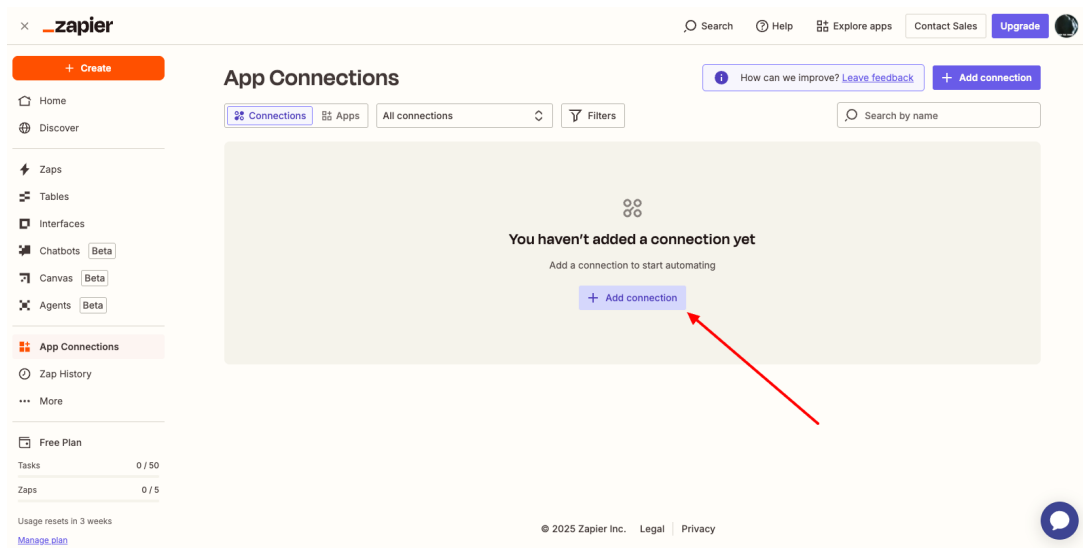 zapier
Search
Help
Explore apps
Contact Sales
Upgrade
+ Create
Home
Discover
Zaps
Tables
Interfaces
Chatbots Beta
Canvas Beta
Agents Beta
App Connections
Zap History
More
Free Plan
Tasks 0 / 50
Zaps 0 / 5
Usage resets in 3 weeks
Manage plan
App Connections
How can we improve? Leave feedback
+ Add connection
Connections
Apps
All connections
Filters
Search by name
You haven't added a connection yet
Add a connection to start automating
+ Add connection
© 2025 Zapier Inc. Legal Privacy